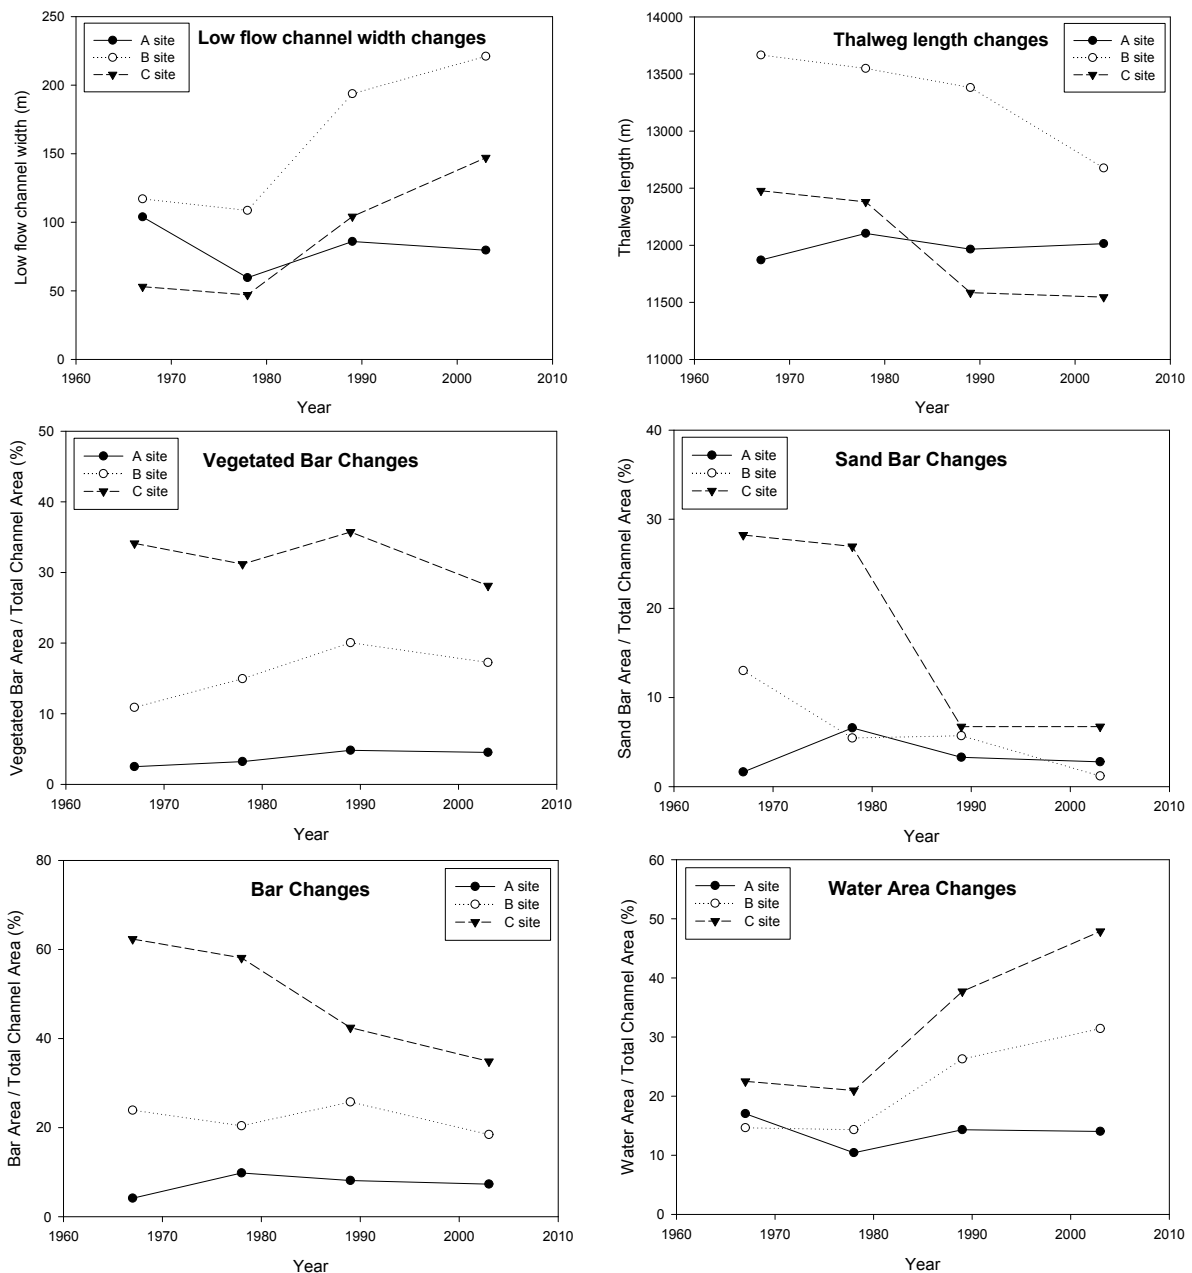 Low flow channel width changes
A site
B site
C site
Low flow channel width (m)
250
200
150
100
50
0
1960 1970 1980 1990 2000 2010
Year
Thalweg length changes
A site
B site
C site
Thalweg length (m)
14000
13500
13000
12500
12000
11500
11000
1960 1970 1980 1990 2000 2010
Year
Vegetated Bar Changes
A site
B site
C site
Vegetated Bar Area / Total Channel Area (%)
50
40
30
20
10
0
1960 1970 1980 1990 2000 2010
Year
Sand Bar Changes
A site
B site
C site
Sand Bar Area / Total Channel Area (%)
40
30
20
10
0
1960 1970 1980 1990 2000 2010
Year
Bar Changes
A site
B site
C site
Bar Area / Total Channel Area (%)
80
60
40
20
0
1960 1970 1980 1990 2000 2010
Year
Water Area Changes
A site
B site
C site
Water Area / Total Channel Area (%)
60
50
40
30
20
10
0
1960 1970 1980 1990 2000 2010
Year